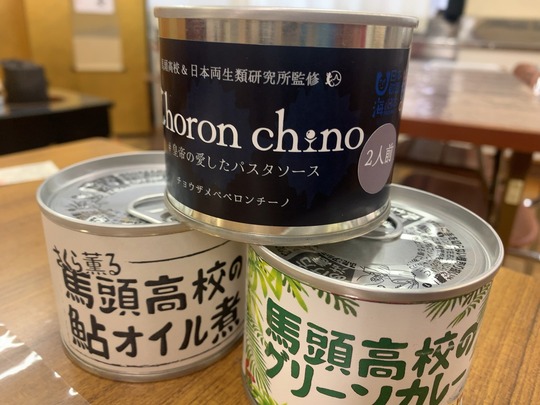 頭高校&日本両生類研究所監修
Choron chino
皇帝の愛したパスタソース
2人前
チョウザメペペロンチーノ
さくら薫る
馬頭高校の
鮎オイル煮
馬頭高校の
グリーンカレー